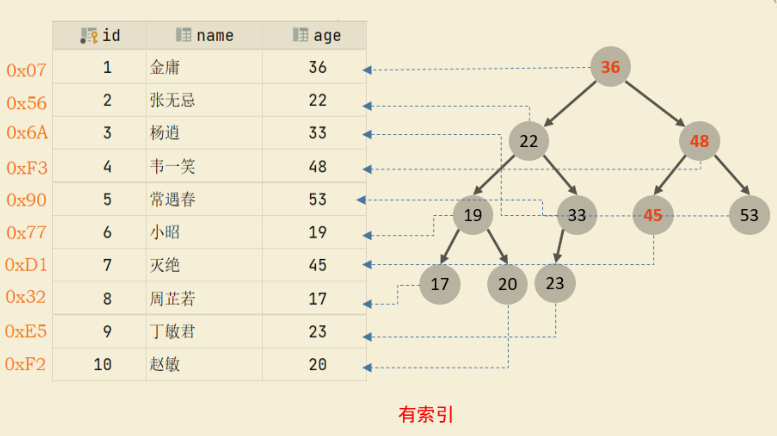 id name age
0x07 1 金庸 36
0x56 2 张无忌 22
0x6A 3 杨逍 33
0xF3 4 韦一笑 48
0x90 5 常遇春 53
0x77 6 小昭 19
0xD1 7 灭绝 45
0x32 8 周芷若 17
0xE5 9 丁敏君 23
0xF2 10 赵敏 20
36
22 48
19 33 45 53
17 20 23
有索引